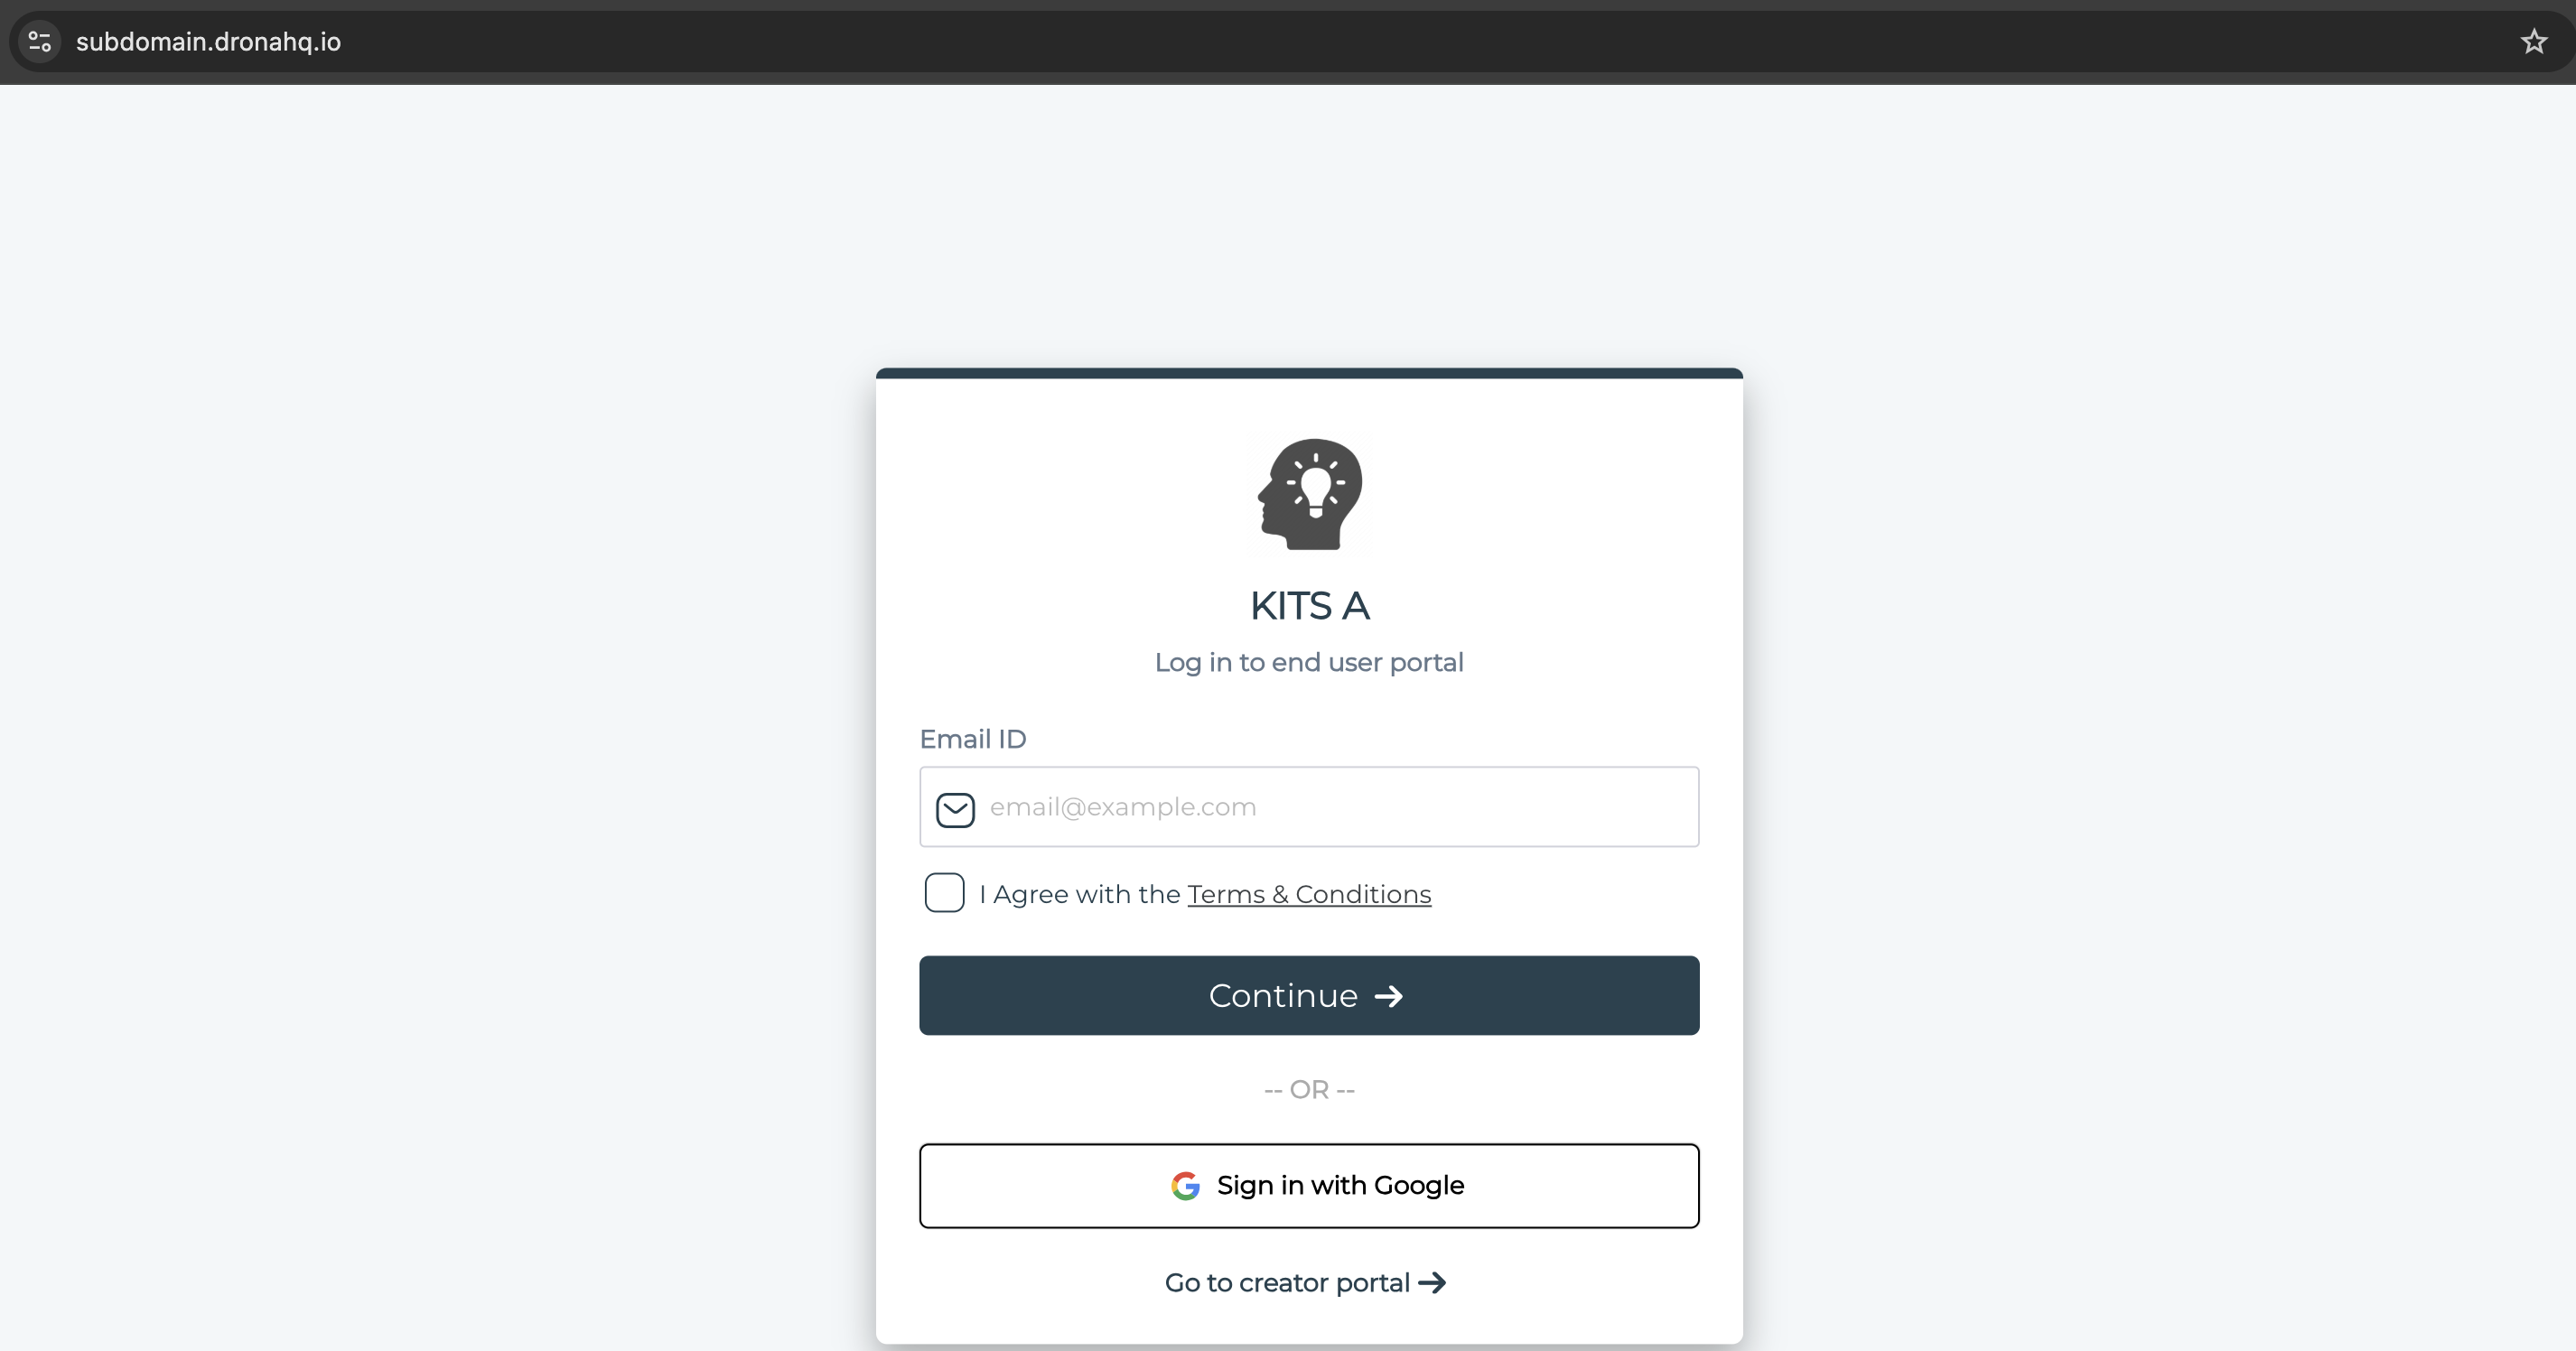 subdomain.dronahq.io
KITS A
Log in to end user portal
Email ID
email@example.com
I Agree with the Terms & Conditions
Continue →
-- OR --
Sign in with Google
Go to creator portal →